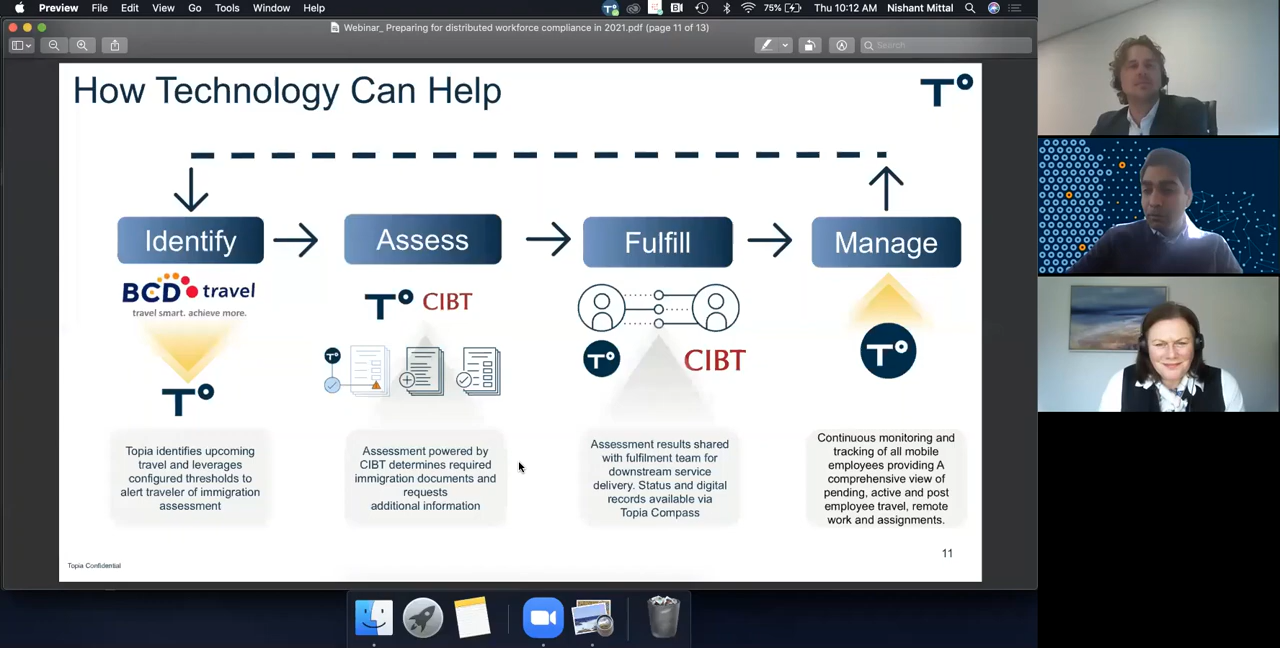 Preview File Edit View Go Tools Window Help
75% Thu 10:12 AM Nishant Mittal
Webinar_ Preparing for distributed workforce compliance in 2021.pdf (page 11 of 13)
Search
How Technology Can Help
T°
Identify
Assess
Fulfill
Manage
BCD travel
travel smart. achieve more.
T°
T° CIBT
T°
T°
CIBT
T°
Topia identifies upcoming
travel and leverages
configured thresholds to
alert traveler of immigration
assessment
Assessment powered by
CIBT determines required
immigration documents and
requests
additional information
Assessment results shared
with fulfilment team for
downstream service
delivery. Status and digital
records available via
Topia Compass
Continuous monitoring and
tracking of all mobile
employees providing A
comprehensive view of
pending, active and post
employee travel, remote
work and assignments.
11
Topia Confidential